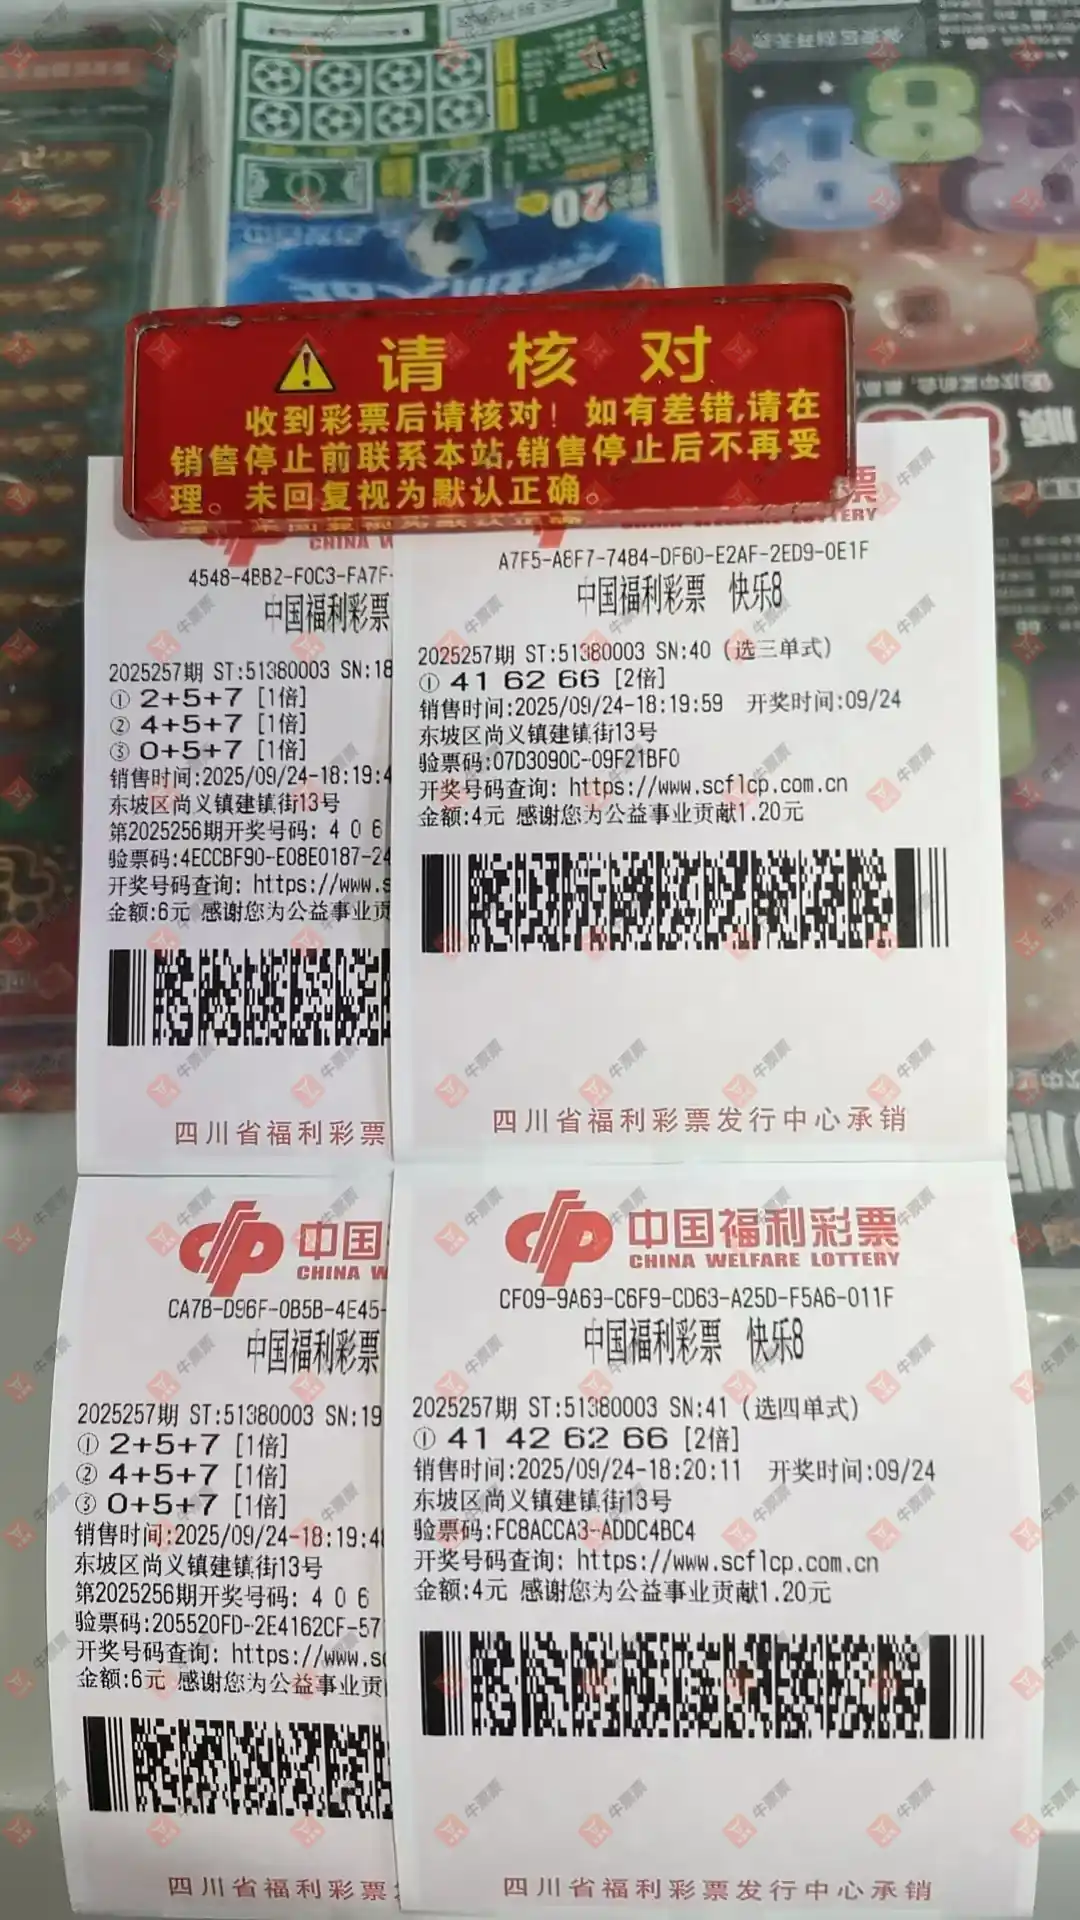 20
请核对
收到彩票后请核对！如有差错,请在
销售停止前联系本站,销售停止后不再受
理。未回复视为默认正确。
CHINA W
4548-4BB2-F0C3-FA7F-
中国福利彩票
2025257期 ST:51380003 SN:18
① 2+5+7 [1倍]
② 4+5+7 [1倍]
③ 0+5+7 [1倍]
销售时间:2025/09/24-18:19:4
东坡区尚义镇建镇街13号
第2025256期开奖号码: 4 0 6
验票码:4ECCBF90-E08E0187-24
开奖号码查询: https://www.s
金额:6元 感谢您为公益事业贡
四川省福利彩票
票
LOTTERY
A7F5-A8F7-7484-DF60-E2AF-2ED9-0E1F
中国福利彩票 快乐8
2025257期 ST:51380003 SN:40 (选三单式)
① 41 62 66 [2倍]
销售时间:2025/09/24-18:19:59 开奖时间:09/24
东坡区尚义镇建镇街13号
验票码:07D3090C-09F21BF0
开奖号码查询: https://www.scflcp.com.cn
金额:4元 感谢您为公益事业贡献1.20元
四川省福利彩票发行中心承销
中国
CHINA W
CA7B-D96F-0B5B-4E45-
中国福利彩票
2025257期 ST:51380003 SN:19
① 2+5+7 [1倍]
② 4+5+7 [1倍]
③ 0+5+7 [1倍]
销售时间:2025/09/24-18:19:48
东坡区尚义镇建镇街13号
第2025256期开奖号码: 4 0 6
验票码:205520FD-2E4162CF-57
开奖号码查询: https://www.sc
金额:6元 感谢您为公益事业贡
四川省福利彩票
中国福利彩票
CHINA WELFARE LOTTERY
CF09-9A69-C6F9-CD63-A25D-F5A6-011F
中国福利彩票 快乐8
2025257期 ST:51380003 SN:41 (选四单式)
① 41 42 62 66 [2倍]
销售时间:2025/09/24-18:20:11 开奖时间:09/24
东坡区尚义镇建镇街13号
验票码:FC8ACCA3-ADDC4BC4
开奖号码查询: https://www.scflcp.com.cn
金额:4元 感谢您为公益事业贡献1.20元
四川省福利彩票发行中心承销
牛票票